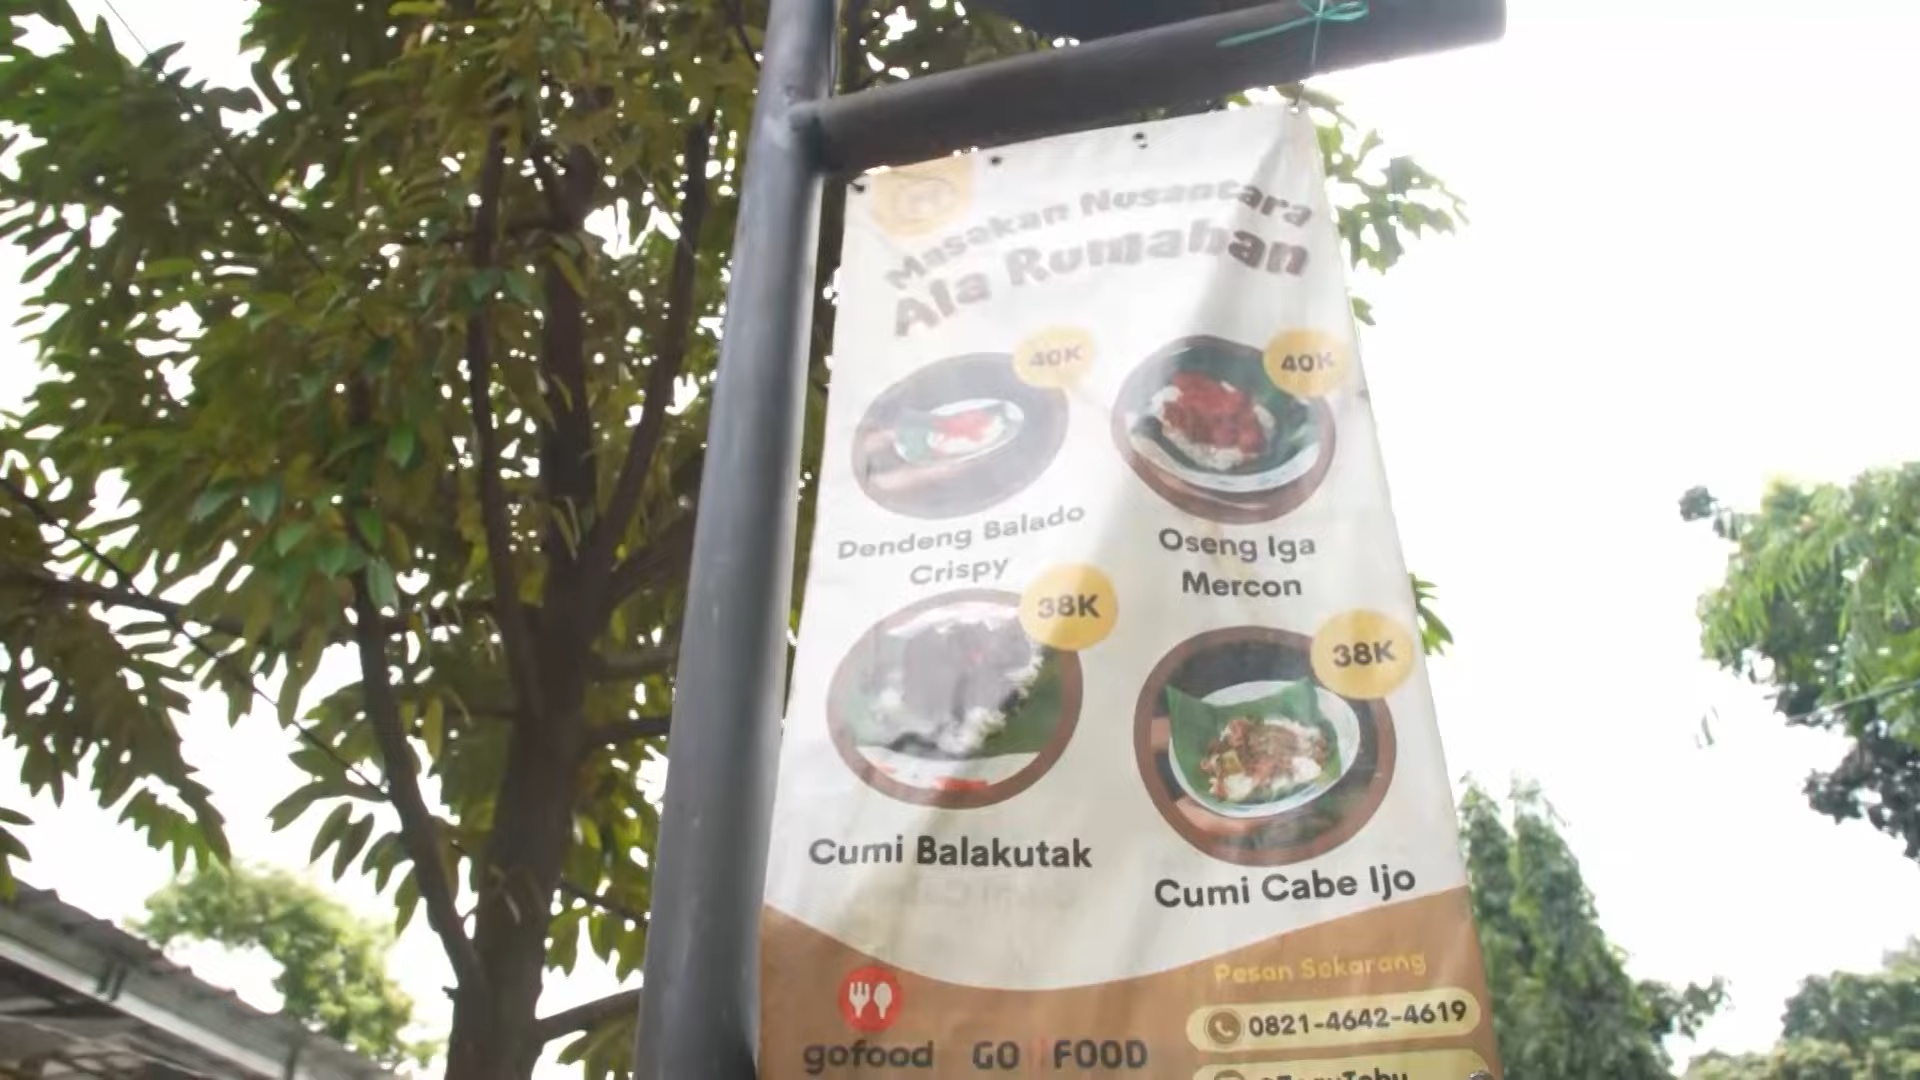 Masakan Nusantara
Ala Rumahan
40K
40K
Dendeng Balado
Crispy
Oseng Iga
Mercon
38K
38K
Cumi Balakutak
Cumi Cabe Ijo
Pesan Sekarang
0821-4642-4619
gofood
GO FOOD